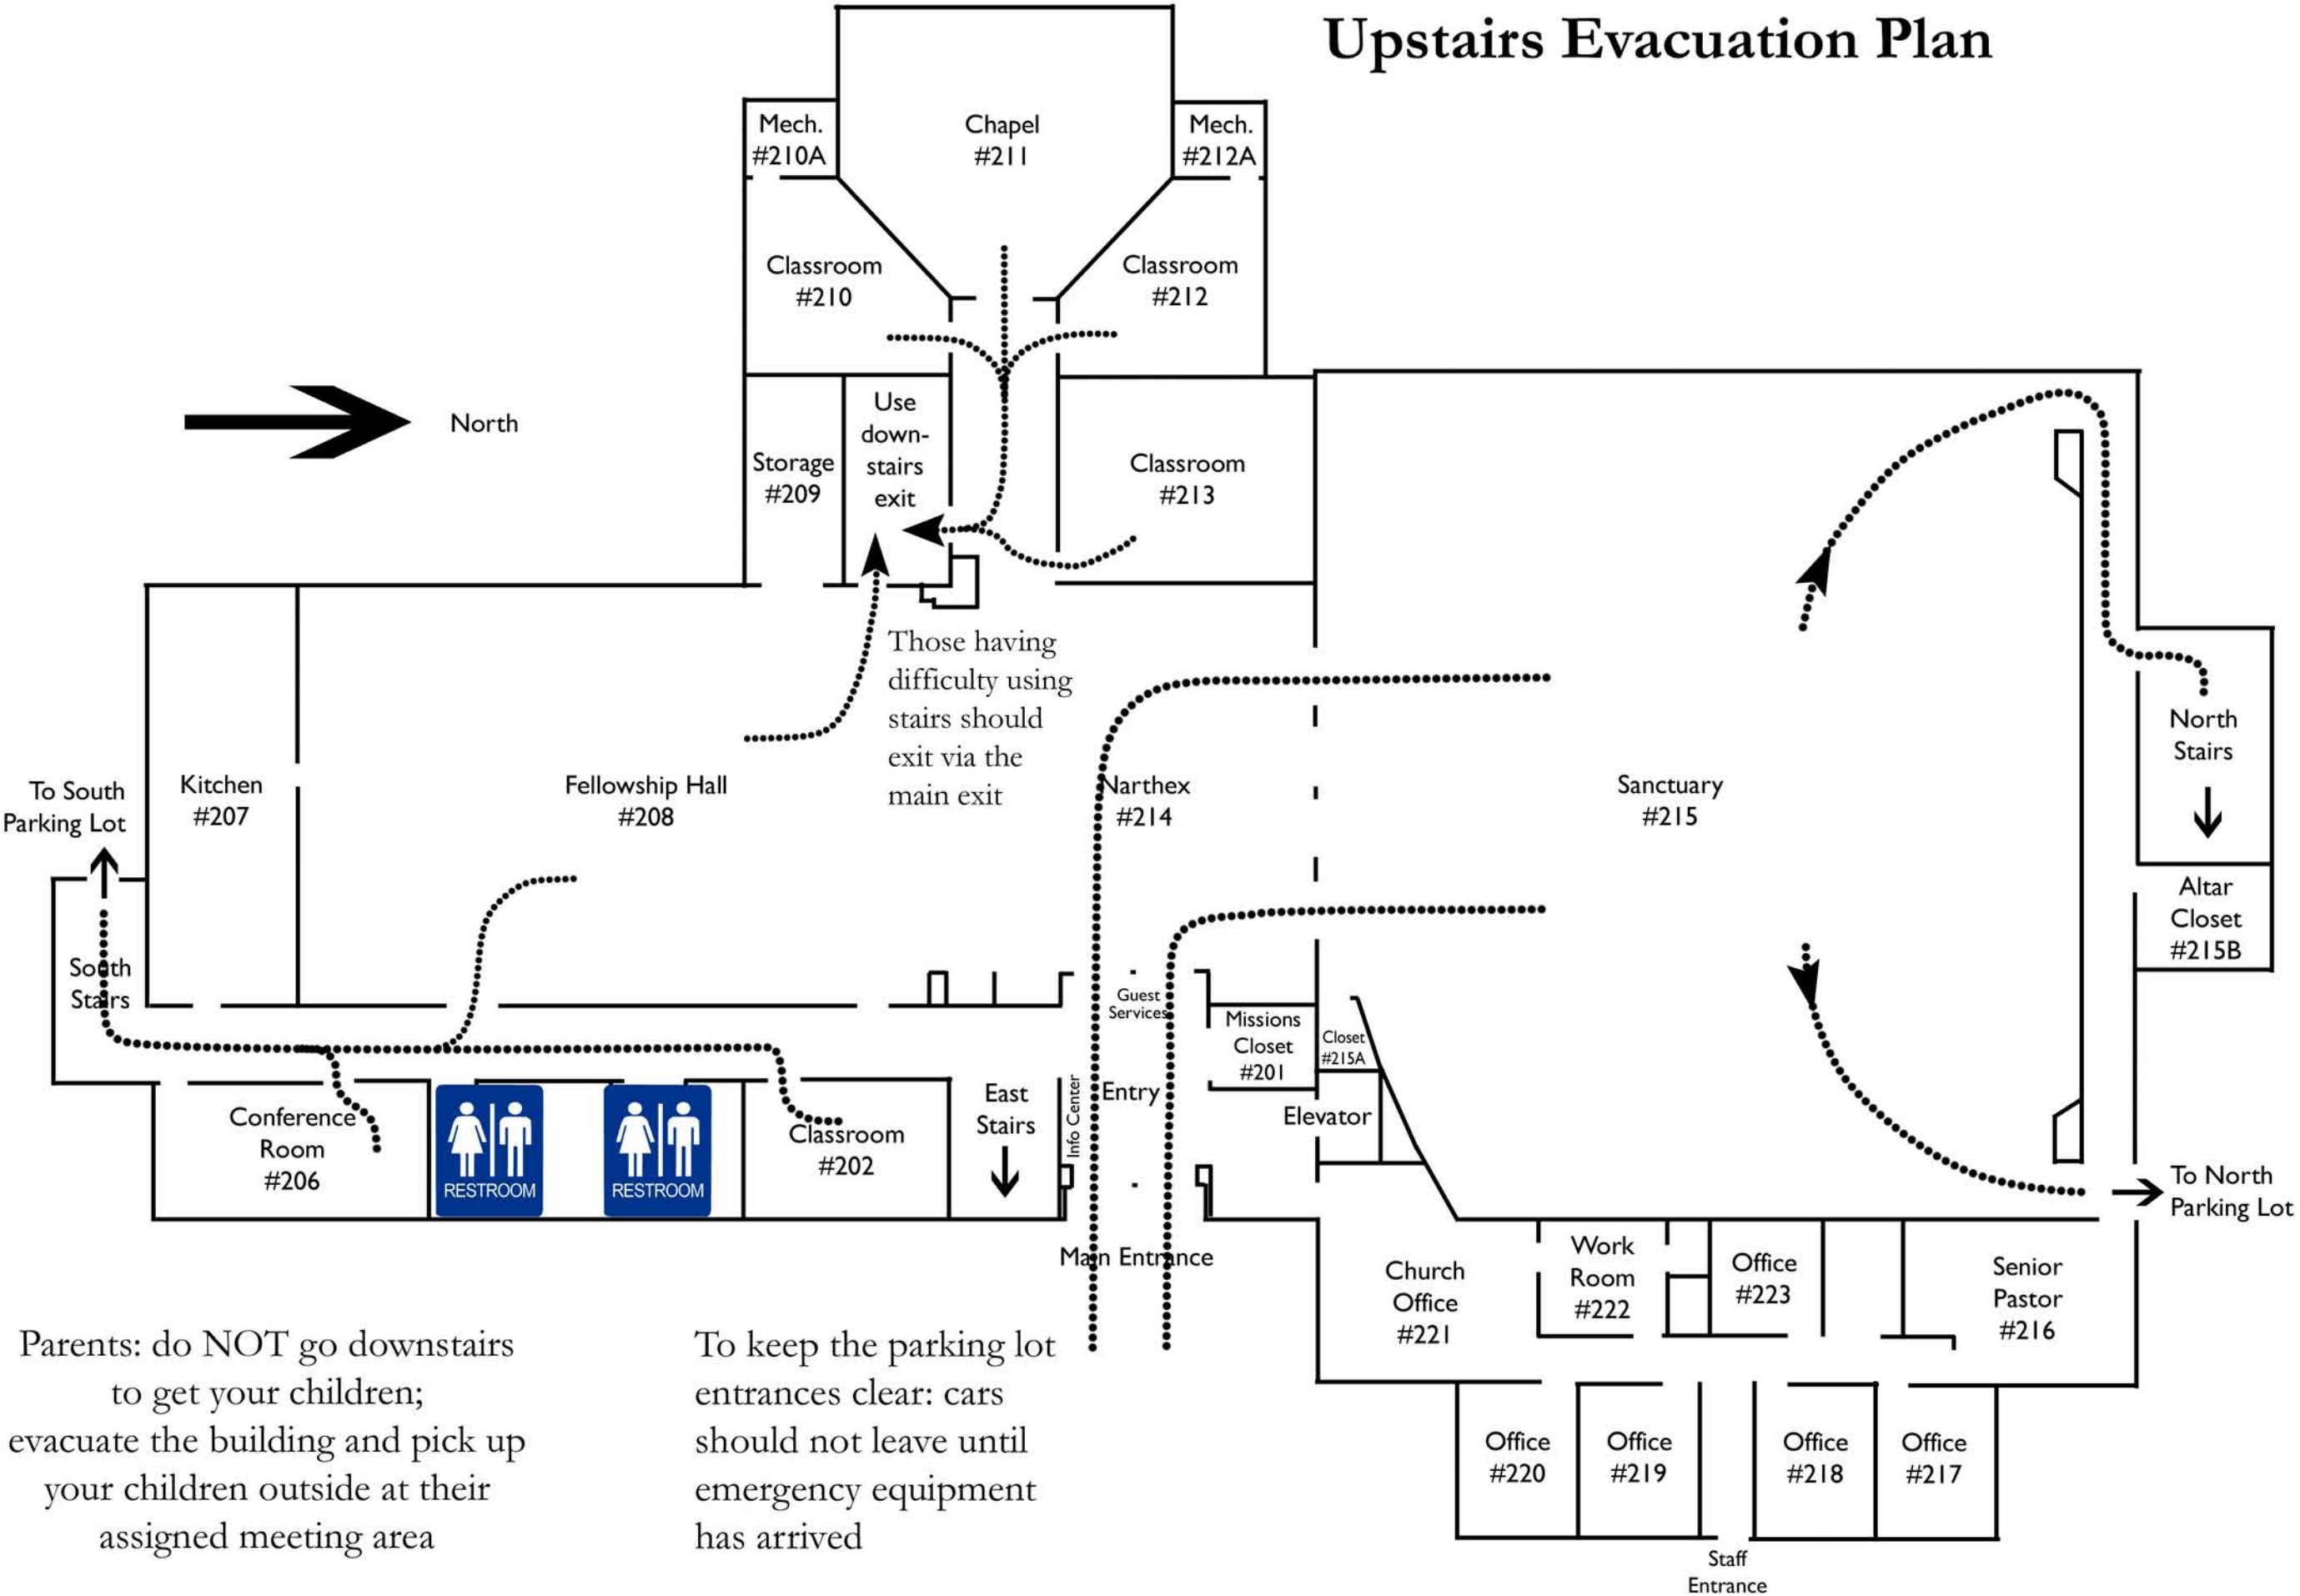 Upstairs Evacuation Plan
Mech.
#210A
Chapel
#211
Mech.
#212A
Classroom
#210
Classroom
#212
North
Storage
#209
Use
down-
stairs
exit
Classroom
#213
Those having
difficulty using
stairs should
exit via the
main exit
To South
Parking Lot
Kitchen
#207
Fellowship Hall
#208
Narthex
#214
Sanctuary
#215
North
Stairs
Altar
Closet
#215B
South
Stairs
Guest
Services
Missions
Closet
#201
Closet
#215A
Conference
Room
#206
RESTROOM
RESTROOM
Classroom
#202
East
Stairs
Info Center
Entry
Elevator
To North
Parking Lot
Main Entrance
Church
Office
#221
Work
Room
#222
Office
#223
Senior
Pastor
#216
Parents: do NOT go downstairs
to get your children;
evacuate the building and pick up
your children outside at their
assigned meeting area
To keep the parking lot
entrances clear: cars
should not leave until
emergency equipment
has arrived
Office
#220
Office
#219
Office
#218
Office
#217
Staff
Entrance